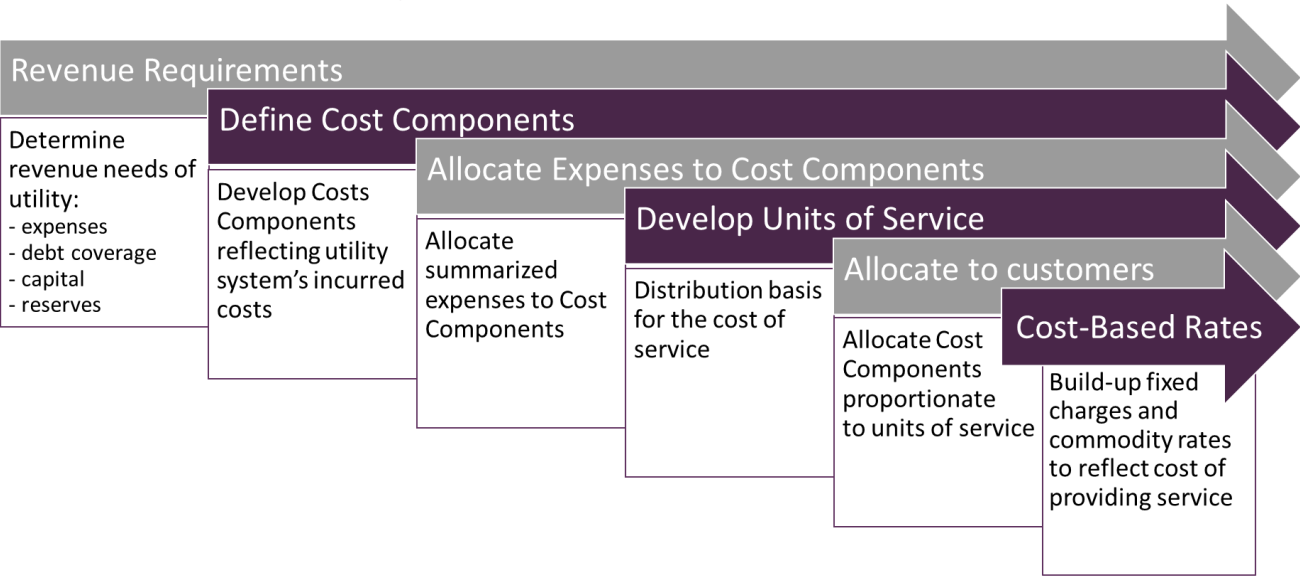 Revenue Requirements
Determine
revenue needs of
utility:
- expenses
- debt coverage
- capital
- reserves
Define Cost Components
Develop Costs
Components
reflecting utility
system's incurred
costs
Allocate Expenses to Cost Components
Allocate
summarized
expenses to Cost
Components
Develop Units of Service
Distribution basis
for the cost of
service
Allocate to customers
Allocate Cost
Components
proportionate
to units of service
Cost-Based Rates
Build-up fixed
charges and
commodity rates
to reflect cost of
providing service